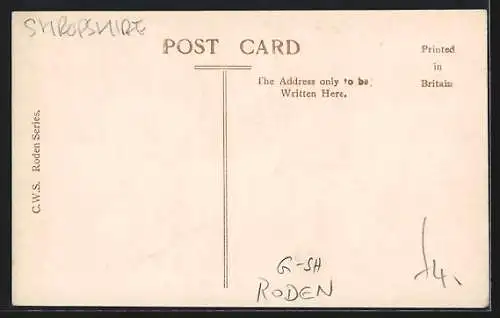 SHROPSHIRE
POST CARD
Printed
in
Britain
The Address only to be
Written Here.
C.W.S. Roden Series.
G-SH
RODEN
4.